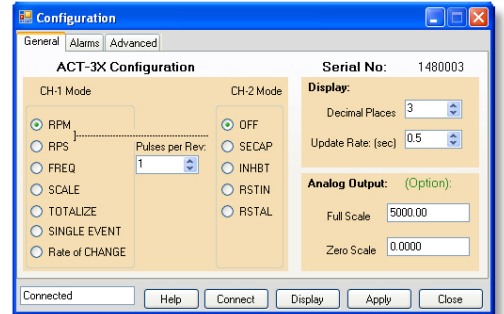 Configuration
General Alarms Advanced
ACT-3X Configuration
Serial No: 1480003
CH-1 Mode
CH-2 Mode
RPM
RPS
FREQ
SCALE
TOTALIZE
SINGLE EVENT
Rate of CHANGE
Pulses per Rev:
1
OFF
SECAP
INHBT
RSTIN
RSTAL
Display:
Decimal Places 3
Update Rate: (sec) 0.5
Analog Output: (Option):
Full Scale 5000.00
Zero Scale 0.0000
Connected Help Connect Display Apply Close